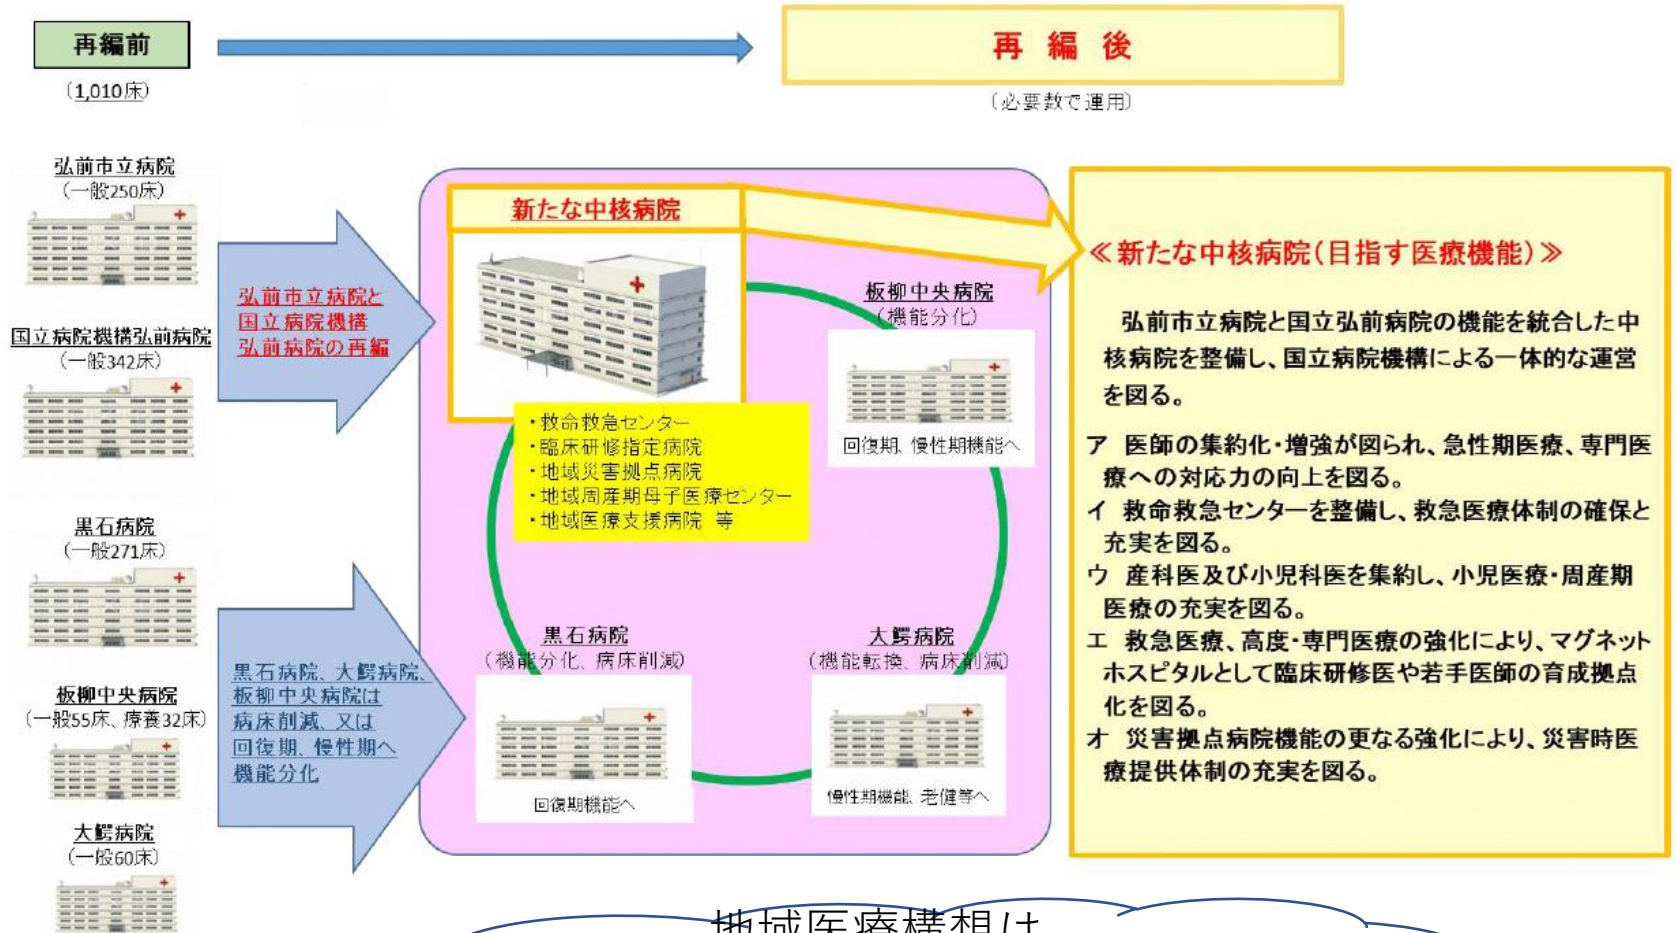 再編前
(1,010床)
再 編 後
(必要数で運用)
弘前市立病院
(一般250床)
国立病院機構弘前病院
(一般342床)
黒石病院
(一般271床)
板柳中央病院
(一般55床、療養32床)
大鰐病院
(一般60床)
弘前市立病院と
国立病院機構
弘前病院の再編
黒石病院、大鰐病院、
板柳中央病院は
病床削減、又は
回復期、慢性期へ
機能分化
新たな中核病院
・救命救急センター
・臨床研修指定病院
・地域災害拠点病院
・地域周産期母子医療センター
・地域医療支援病院 等
板柳中央病院
(機能分化)
回復期、慢性期機能へ
黒石病院
(機能分化、病床削減)
回復期機能へ
大鰐病院
(機能転換、病床削減)
慢性期機能、老健等へ
≪新たな中核病院(目指す医療機能)≫
弘前市立病院と国立弘前病院の機能を統合した中
核病院を整備し、国立病院機構による一体的な運営
を図る。
ア 医師の集約化・増強が図られ、急性期医療、専門医
療への対応力の向上を図る。
イ 救命救急センターを整備し、救急医療体制の確保と
充実を図る。
ウ 産科医及び小児科医を集約し、小児医療・周産期
医療の充実を図る。
エ 救急医療、高度・専門医療の強化により、マグネット
ホスピタルとして臨床研修医や若手医師の育成拠点
化を図る。
オ 災害拠点病院機能の更なる強化により、災害時医
療提供体制の充実を図る。
地域医療構想は